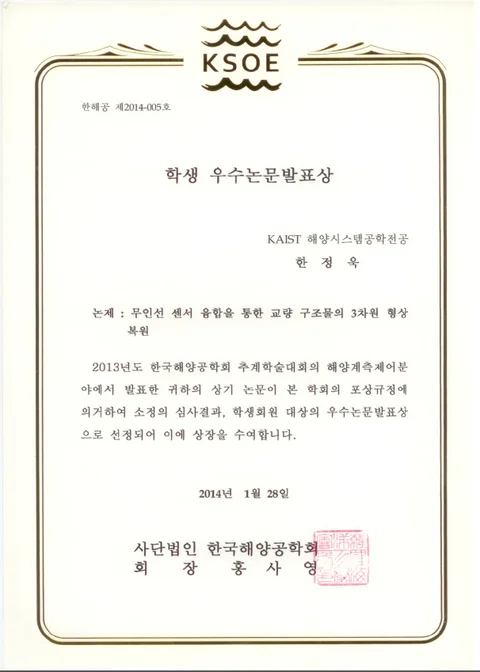 KSOE
한해공 제2014-005호
학생 우수논문발표상
KAIST 해양시스템공학전공
한 정 욱
논제 : 무인선 센서 융합을 통한 교량 구조물의 3차원 형상
복원
2013년도 한국해양공학회 추계학술대회의 해양계측제어분
야에서 발표한 귀하의 상기 논문이 본 학회의 포상규정에
의거하여 소정의 심사결과, 학생회원 대상의 우수논문발표상
으로 선정되어 이에 상장을 수여합니다.
2014년 1월 28일
사단법인 한국해양공학회
회 장 홍 사 영